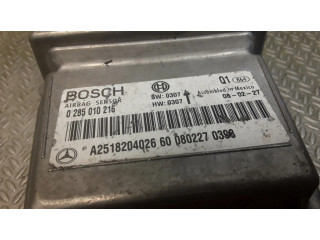 BOSCH
AIRBAG SENSOR
0 285 010 216
SW: 0307
HW: 0307
Q1
Assembled in Mexico
08-02-27
A2518204026 60 080227 0398